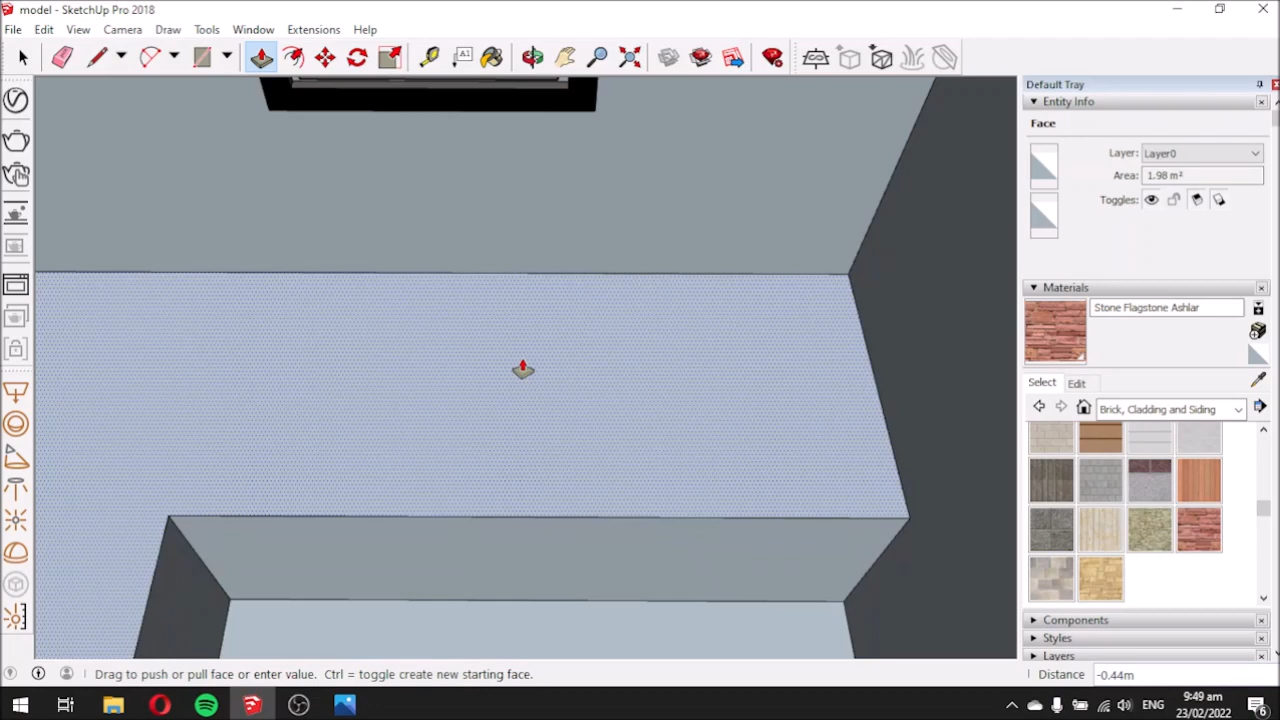 model - SketchUp Pro 2018
File Edit View Camera Draw Tools Window Extensions Help
A1
Default Tray
Entity Info
Face
Layer: Layer0
Area: 1.98 m²
Toggles:
Materials
Stone Flagstone Ashlar
Select Edit
Brick, Cladding and Siding
Components
Styles
Layers
Drag to push or pull face or enter value. Ctrl = toggle create new starting face.
Distance -0.44m
ENG
9:49 am
23/02/2022
6